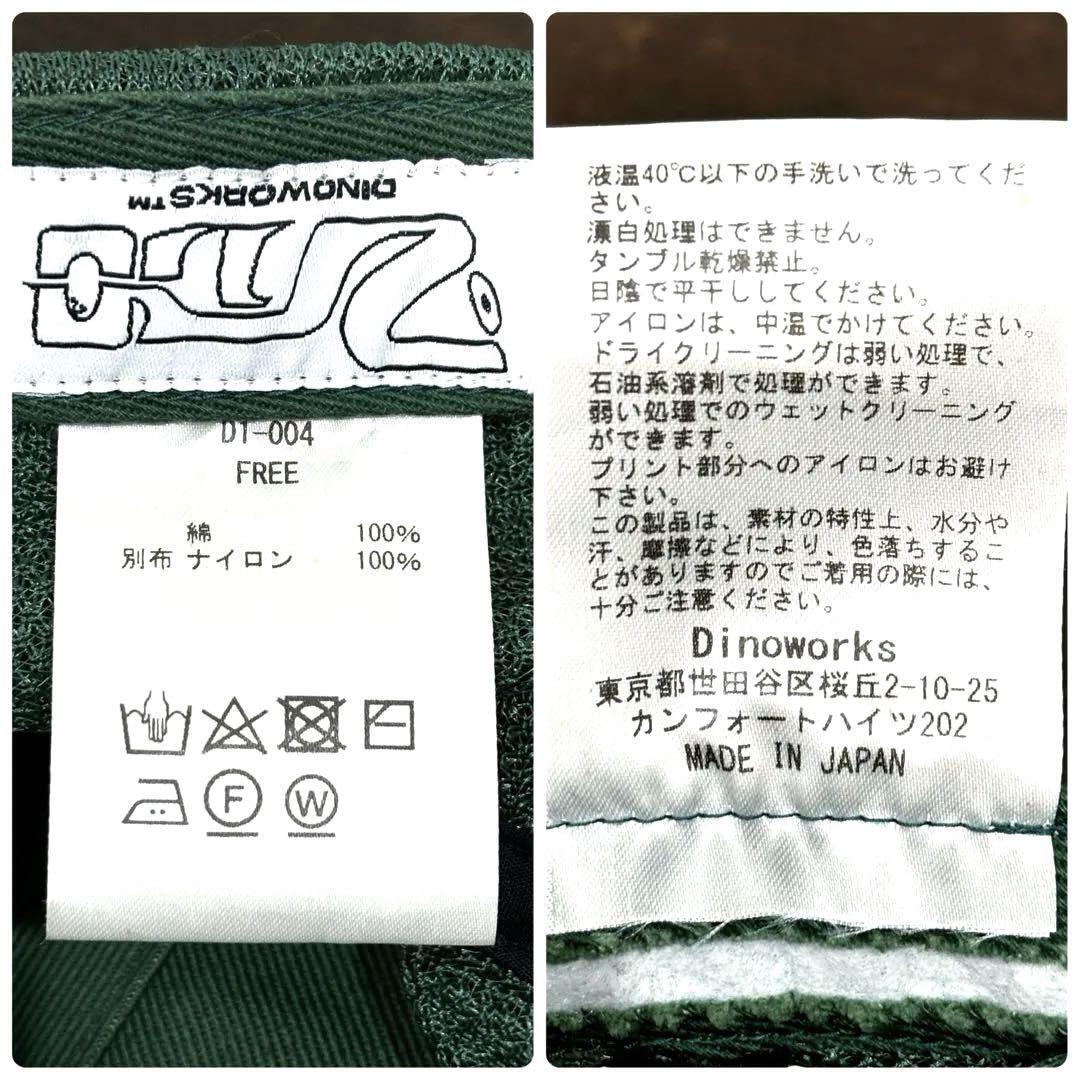 DINOWORKS™
D1-004
FREE
綿 100%
別布 ナイロン 100%
F
W
液温40℃以下の手洗いで洗ってくだ
さい。
漂白処理はできません。
タンブル乾燥禁止。
日陰で平干ししてください。
アイロンは、中温でかけてください。
ドライクリーニングは弱い処理で、
石油系溶剤で処理ができます。
弱い処理でのウェットクリーニング
ができます。
プリント部分へのアイロンはお避け
下さい。
この製品は、素材の特性上、水分や
汗、摩擦などにより、色落ちするこ
とがありますのでご着用の際には、
十分ご注意ください。
Dinoworks
東京都世田谷区桜丘2-10-25
カンフォートハイツ202
MADE IN JAPAN